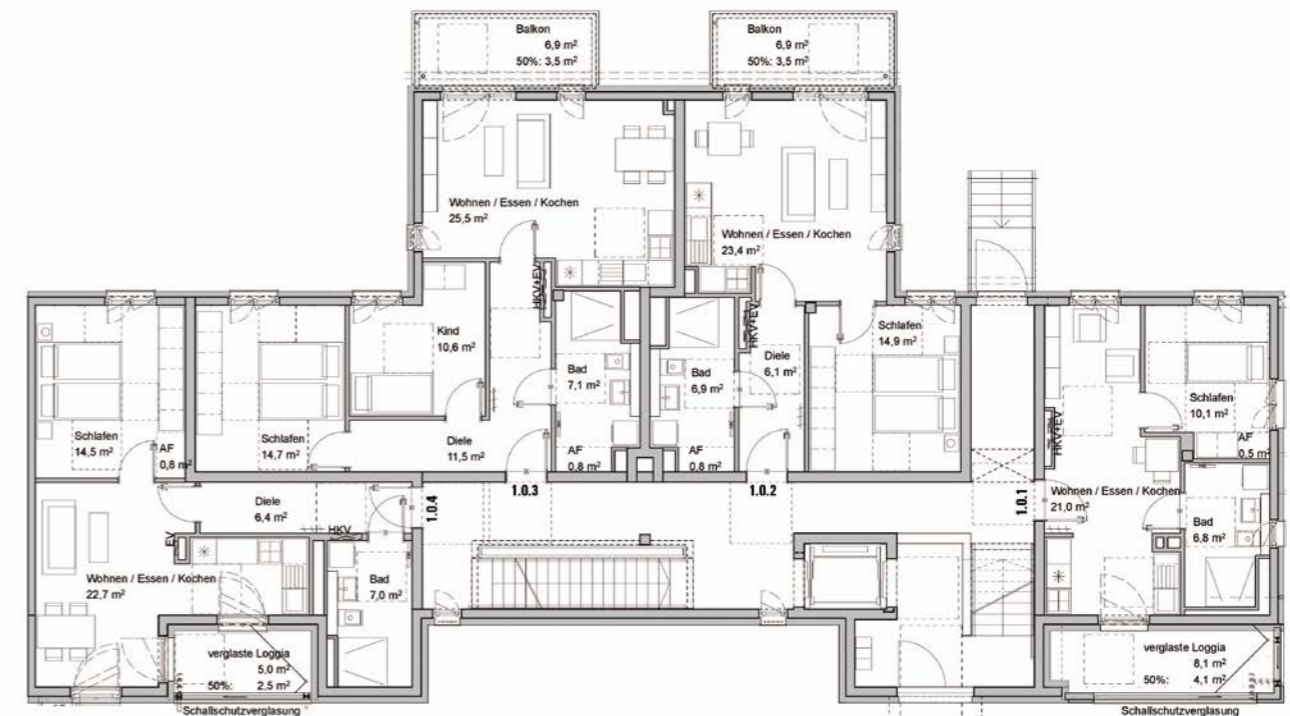 Balkon
6,9 m²
50%: 3,5 m²
Balkon
6,9 m²
50%: 3,5 m²
Wohnen / Essen / Kochen
25,5 m²
Wohnen / Essen / Kochen
23,4 m²
HKV+EV
HKV+EV
Kind
10,6 m²
Bad
7,1 m²
Bad
6,9 m²
Diele
6,1 m²
Schlafen
14,9 m²
Schlafen
10,1 m²
Schlafen
14,5 m²
AF
0,8 m²
Schlafen
14,7 m²
Diele
11,5 m²
AF
0,8 m²
AF
0,8 m²
HKV+EV
AF
0,5 m²
1.0.4
1.0.3
1.0.2
1.0.1
Wohnen / Essen / Kochen
21,0 m²
Diele
6,4 m²
HKV
EV
Bad
6,8 m²
Wohnen / Essen / Kochen
22,7 m²
Bad
7,0 m²
verglaste Loggia
5,0 m²
50%: 2,5 m²
Schallschutzverglasung
verglaste Loggia
8,1 m²
50%: 4,1 m²
Schallschutzverglasung